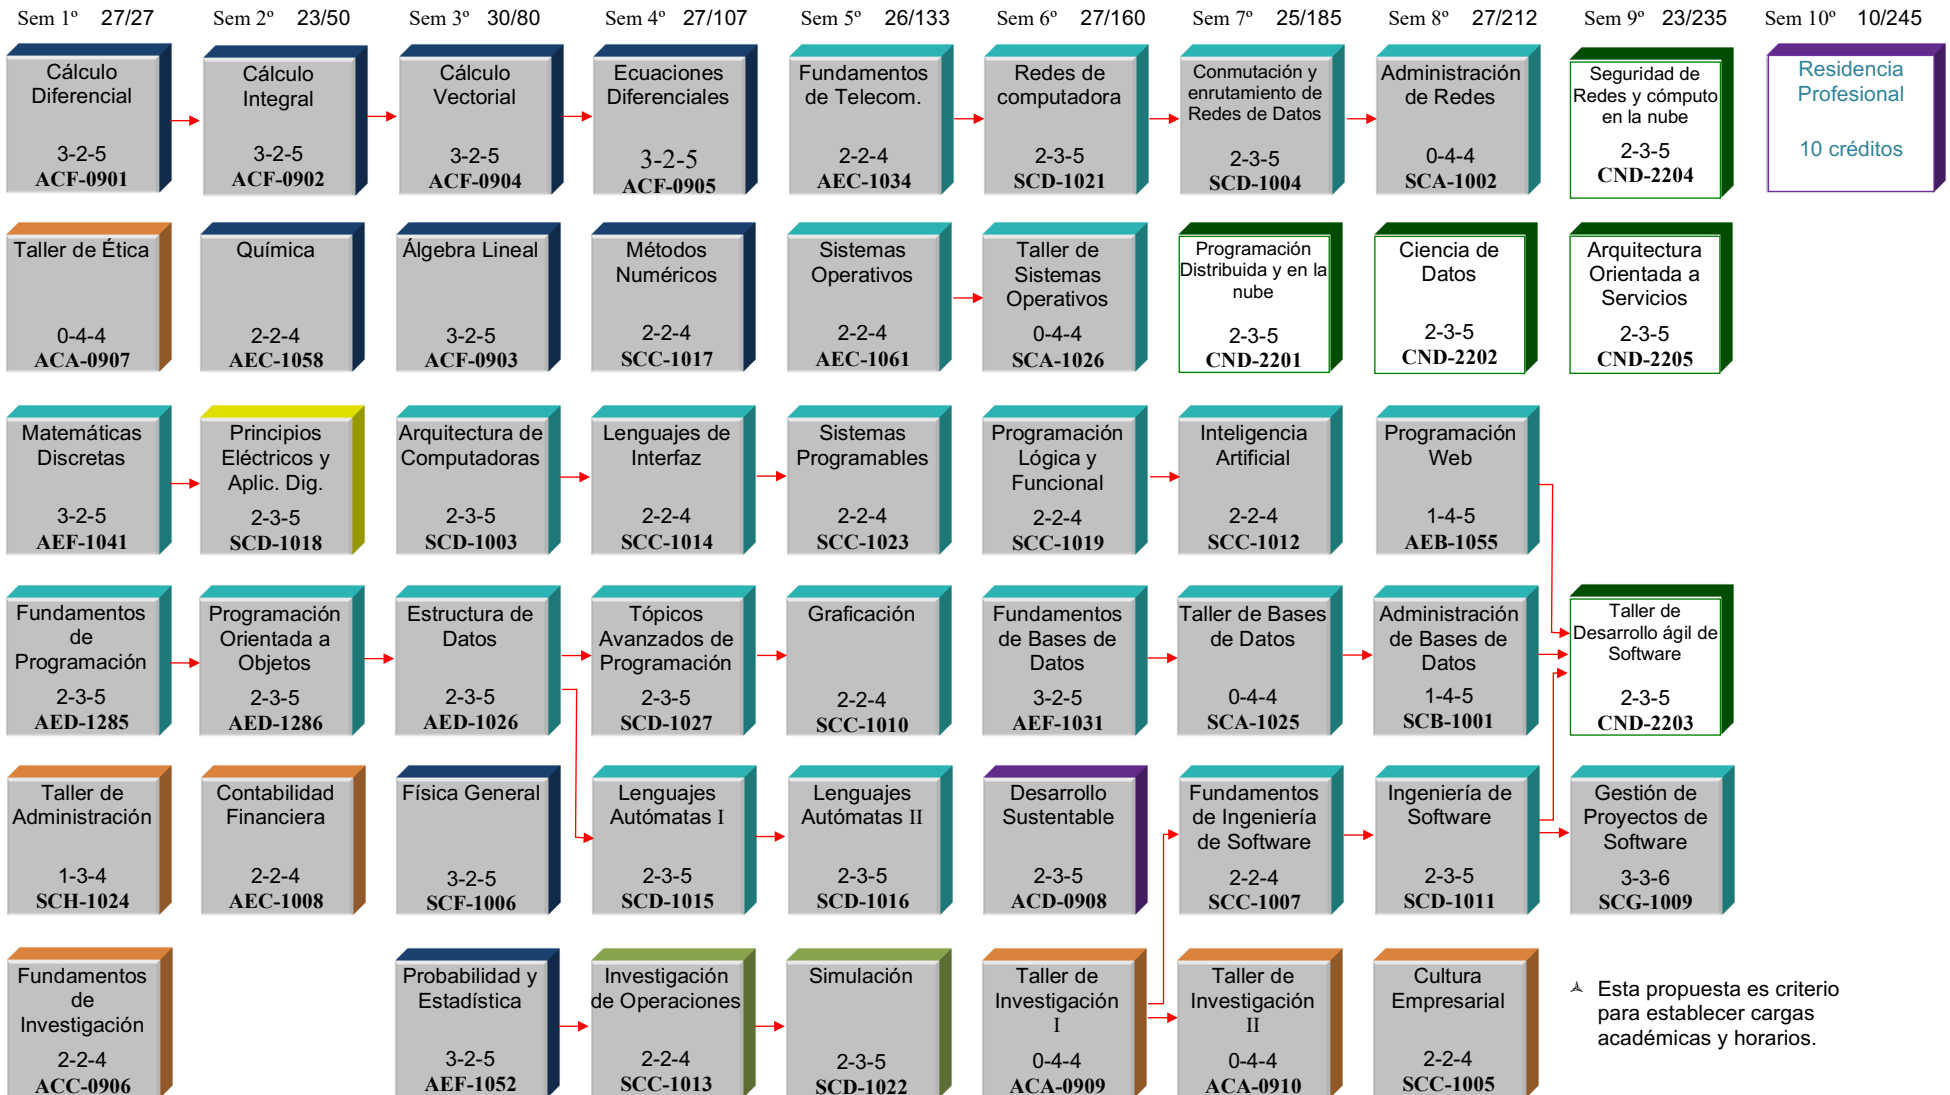 Sem 1º 27/27
Sem 2º 23/50
Sem 3º 30/80
Sem 4º 27/107
Sem 5º 26/133
Sem 6º 27/160
Sem 7º 25/185
Sem 8º 27/212
Sem 9º 23/235
Sem 10º 10/245
Cálculo
Diferencial
3-2-5
ACF-0901
Cálculo
Integral
3-2-5
ACF-0902
Cálculo
Vectorial
3-2-5
ACF-0904
Ecuaciones
Diferenciales
3-2-5
ACF-0905
Fundamentos
de Telecom.
2-2-4
AEC-1034
Redes de
computadora
2-3-5
SCD-1021
Conmutación y
enrutamiento de
Redes de Datos
2-3-5
SCD-1004
Administración
de Redes
0-4-4
SCA-1002
Seguridad de
Redes y cómputo
en la nube
2-3-5
CND-2204
Residencia
Profesional
10 créditos
Taller de Ética
0-4-4
ACA-0907
Química
2-2-4
AEC-1058
Álgebra Lineal
3-2-5
ACF-0903
Métodos
Numéricos
2-2-4
SCC-1017
Sistemas
Operativos
2-2-4
AEC-1061
Taller de
Sistemas
Operativos
0-4-4
SCA-1026
Programación
Distribuida y en la
nube
2-3-5
CND-2201
Ciencia de
Datos
2-3-5
CND-2202
Arquitectura
Orientada a
Servicios
2-3-5
CND-2205
Matemáticas
Discretas
3-2-5
AEF-1041
Principios
Eléctricos y
Aplic. Dig.
2-3-5
SCD-1018
Arquitectura de
Computadoras
2-3-5
SCD-1003
Lenguajes de
Interfaz
2-2-4
SCC-1014
Sistemas
Programables
2-2-4
SCC-1023
Programación
Lógica y
Funcional
2-2-4
SCC-1019
Inteligencia
Artificial
2-2-4
SCC-1012
Programación
Web
1-4-5
AEB-1055
Fundamentos
de
Programación
2-3-5
AED-1285
Programación
Orientada a
Objetos
2-3-5
AED-1286
Estructura de
Datos
2-3-5
AED-1026
Tópicos
Avanzados de
Programación
2-3-5
SCD-1027
Graficación
2-2-4
SCC-1010
Fundamentos
de Bases de
Datos
3-2-5
AEF-1031
Taller de Bases
de Datos
0-4-4
SCA-1025
Administración
de Bases de
Datos
1-4-5
SCB-1001
Taller de
Desarrollo ágil de
Software
2-3-5
CND-2203
Taller de
Administración
1-3-4
SCH-1024
Contabilidad
Financiera
2-2-4
AEC-1008
Física General
3-2-5
SCF-1006
Lenguajes
Autómatas I
2-3-5
SCD-1015
Lenguajes
Autómatas II
2-3-5
SCD-1016
Desarrollo
Sustentable
2-3-5
ACD-0908
Fundamentos
de Ingeniería
de Software
2-2-4
SCC-1007
Ingeniería de
Software
2-3-5
SCD-1011
Gestión de
Proyectos de
Software
3-3-6
SCG-1009
Fundamentos
de
Investigación
2-2-4
ACC-0906
Probabilidad y
Estadística
3-2-5
AEF-1052
Investigación
de Operaciones
2-2-4
SCC-1013
Simulación
2-3-5
SCD-1022
Taller de
Investigación
I
0-4-4
ACA-0909
Taller de
Investigación
II
0-4-4
ACA-0910
Cultura
Empresarial
2-2-4
SCC-1005
Esta propuesta es criterio
para establecer cargas
académicas y horarios.